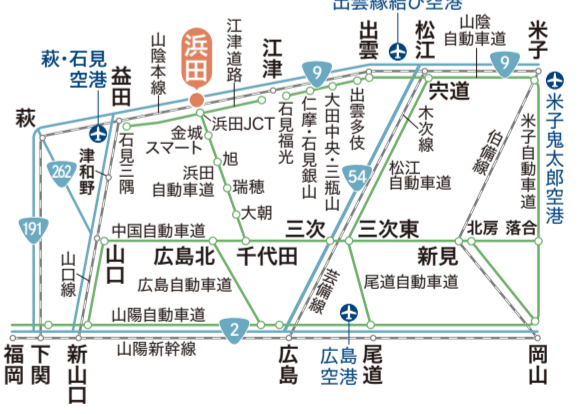 出雲縁結び空港
出雲
松江
山陰
自動車道
米子
山陰本線
浜田
江津道路
江津
9
9
萩・石見
空港
益田
宍道
萩
石見三隅
金城
スマート
浜田JCT
石見福光
仁摩・石見銀山
大田中央・三瓶山
出雲多伎
木次線
伯備線
米子自動車道
米子鬼太郎空港
津和野
262
旭
浜田
自動車道
瑞穂
大朝
54
松江
自動車道
191
中国自動車道
三次
三次東
北房
落合
山口線
山口
広島北
千代田
新見
広島自動車道
芸備線
尾道自動車道
山陽自動車道
2
山陽新幹線
福岡
下関
新山口
広島
広島
空港
尾道
岡山